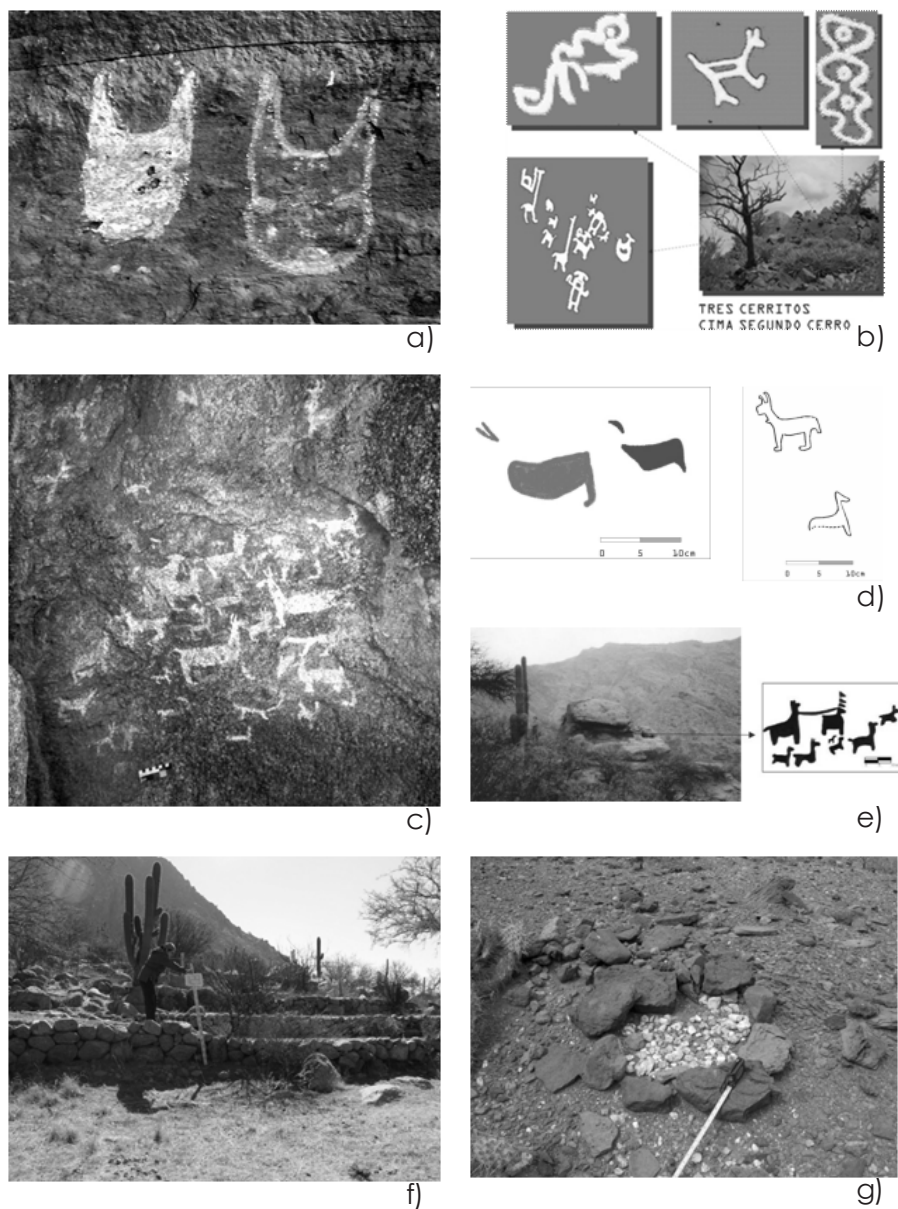 a)
TRES CERRITOS
CIMA SEGUNDO CERRO
b)
c)
0 5 10cm
0 5 10cm
d)
e)
f)
g)